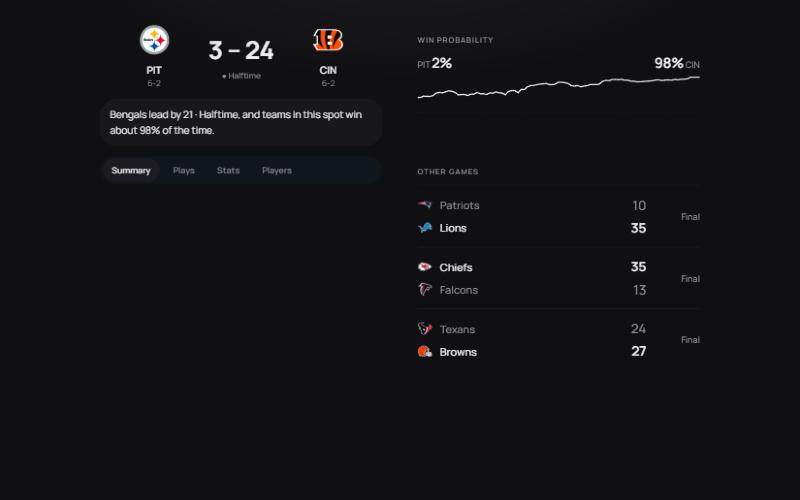 3 – 24
• Halftime
PIT
6-2
CIN
6-2
Bengals lead by 21 · Halftime, and teams in this spot win
about 98% of the time.
Summary Plays Stats Players
WIN PROBABILITY
PIT 2% 98% CIN
OTHER GAMES
Patriots 10
Lions 35
Final
Chiefs 35
Falcons 13
Final
Texans 24
Browns 27
Final